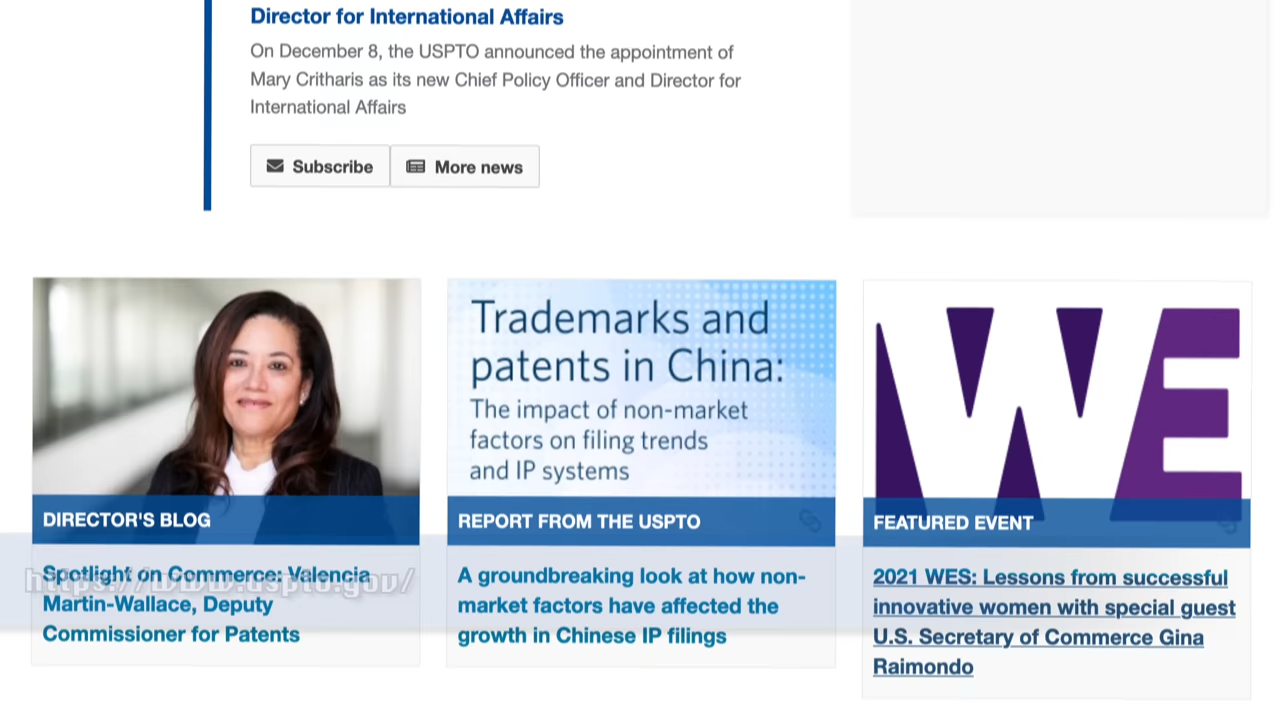 Director for International Affairs
On December 8, the USPTO announced the appointment of
Mary Critharis as its new Chief Policy Officer and Director for
International Affairs
Subscribe
More news
Trademarks and
patents in China:
The impact of non-market
factors on filing trends
and IP systems
WE
DIRECTOR'S BLOG
Spotlight on Commerce: Valencia
Martin-Wallace, Deputy
Commissioner for Patents
REPORT FROM THE USPTO
A groundbreaking look at how non-
market factors have affected the
growth in Chinese IP filings
FEATURED EVENT
2021 WES: Lessons from successful
innovative women with special guest
U.S. Secretary of Commerce Gina
Raimondo
https://www.uspto.gov/